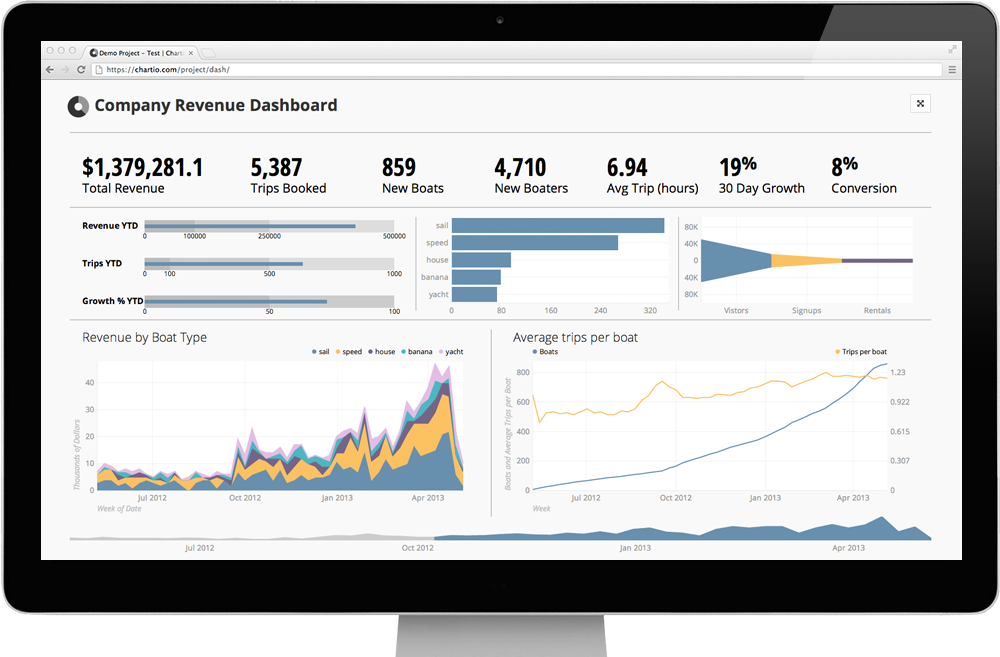 Demo Project - Test | Chart
https://chartio.com/project/dash/
Company Revenue Dashboard
$1,379,281.1 5,387 859 4,710 6.94 19% 8%
Total Revenue Trips Booked New Boats New Boaters Avg Trip (hours) 30 Day Growth Conversion
Revenue YTD
0 100000 250000 500000
Trips YTD
0 100 500 1000
Growth % YTD
0 50 100
sail
speed
house
banana
yacht
0 80 160 240 320
80K
40K
0
40K
80K
Vistors Signups Rentals
Revenue by Boat Type
sail speed house banana yacht
Thousands of Dollars
40
30
20
10
0
Jul 2012 Oct 2012 Jan 2013 Apr 2013
Week of Date
Average trips per boat
Boats Trips per boat
Boats and Average Trips per Boat
800 1.23
600 0.922
400 0.615
200 0.307
0 0
Jul 2012 Oct 2012 Jan 2013 Apr 2013
Week
Jul 2012 Oct 2012 Jan 2013 Apr 2013